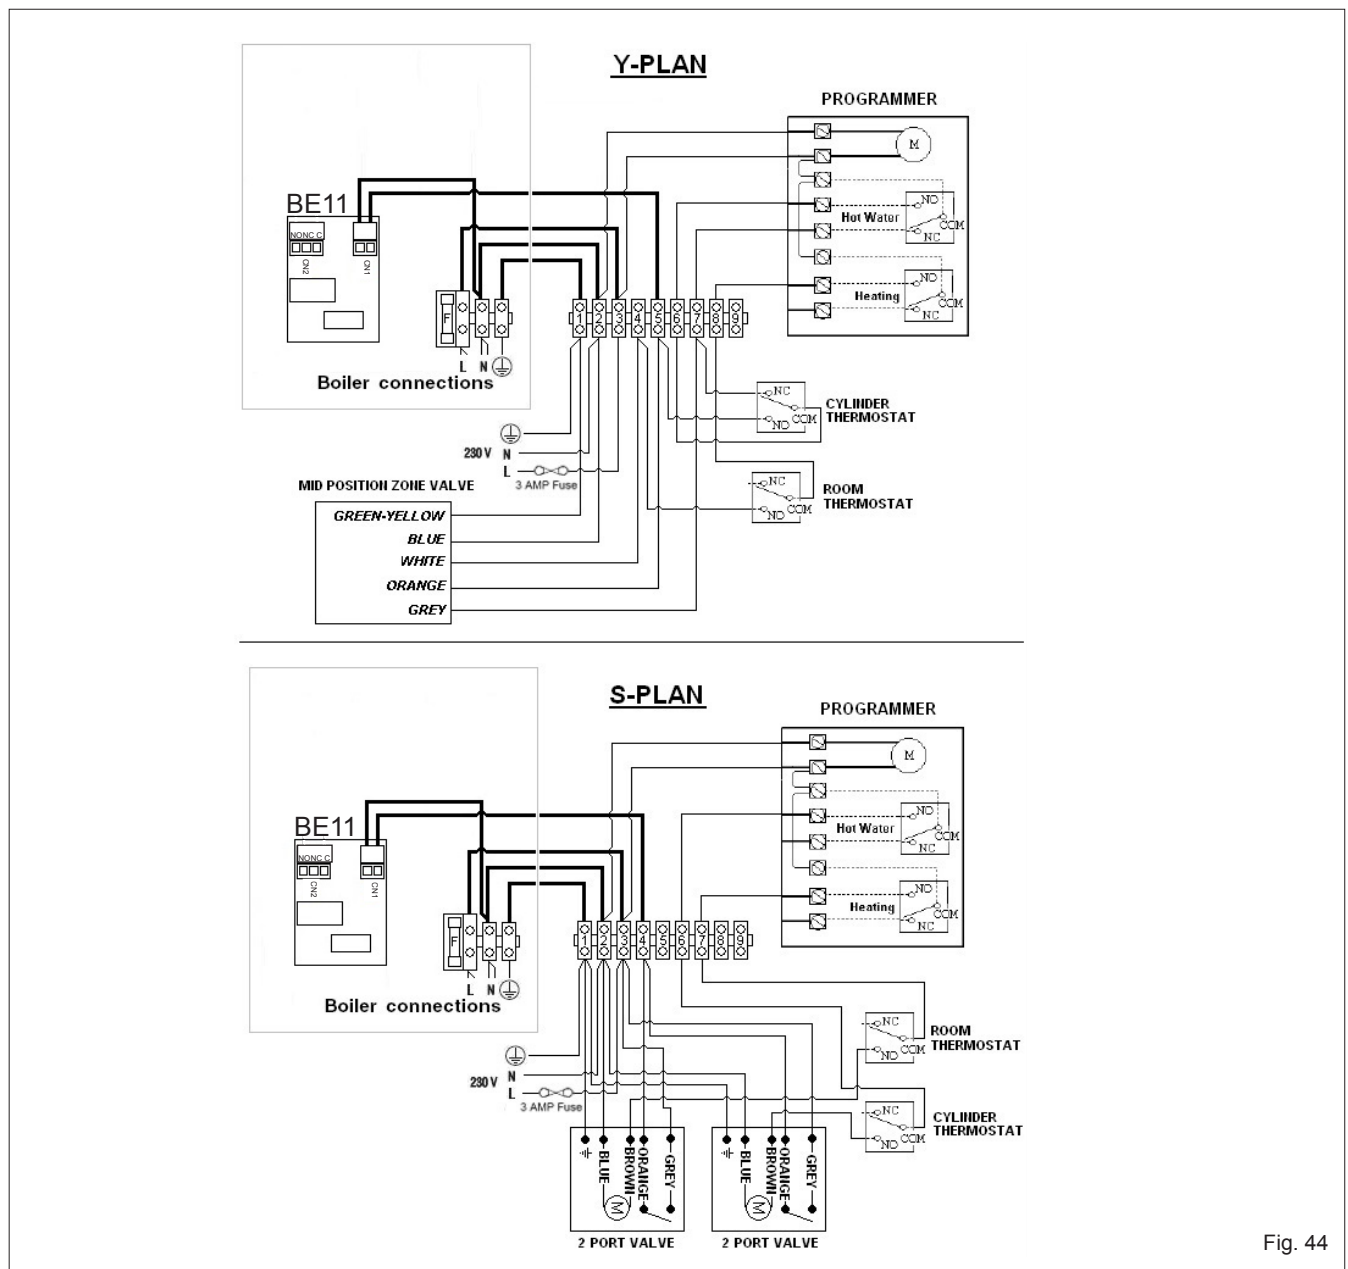 Y-PLAN
PROGRAMMER
M
NO
Hot Water
COM
NC
NO
Heating
COM
NC
BE11
NONC C
CN2
CN1
F
1 2 3 4 5 6 7 8 9
L N
Boiler connections
NC
CYLINDER
THERMOSTAT
NO COM
230 V N
L
3 AMP Fuse
NC
ROOM
THERMOSTAT
NO COM
MID POSITION ZONE VALVE
GREEN-YELLOW
BLUE
WHITE
ORANGE
GREY
S-PLAN
PROGRAMMER
M
NO
Hot Water
COM
NC
NO
Heating
COM
NC
BE11
NONC C
CN2
CN1
F
1 2 3 4 5 6 7 8 9
L N
Boiler connections
NC
ROOM
THERMOSTAT
NO COM
230 V N
L
3 AMP Fuse
NC
CYLINDER
THERMOSTAT
NO COM
BLUE
BROWN
ORANGE
GREY
M
2 PORT VALVE
BLUE
BROWN
ORANGE
GREY
M
2 PORT VALVE
Fig. 44